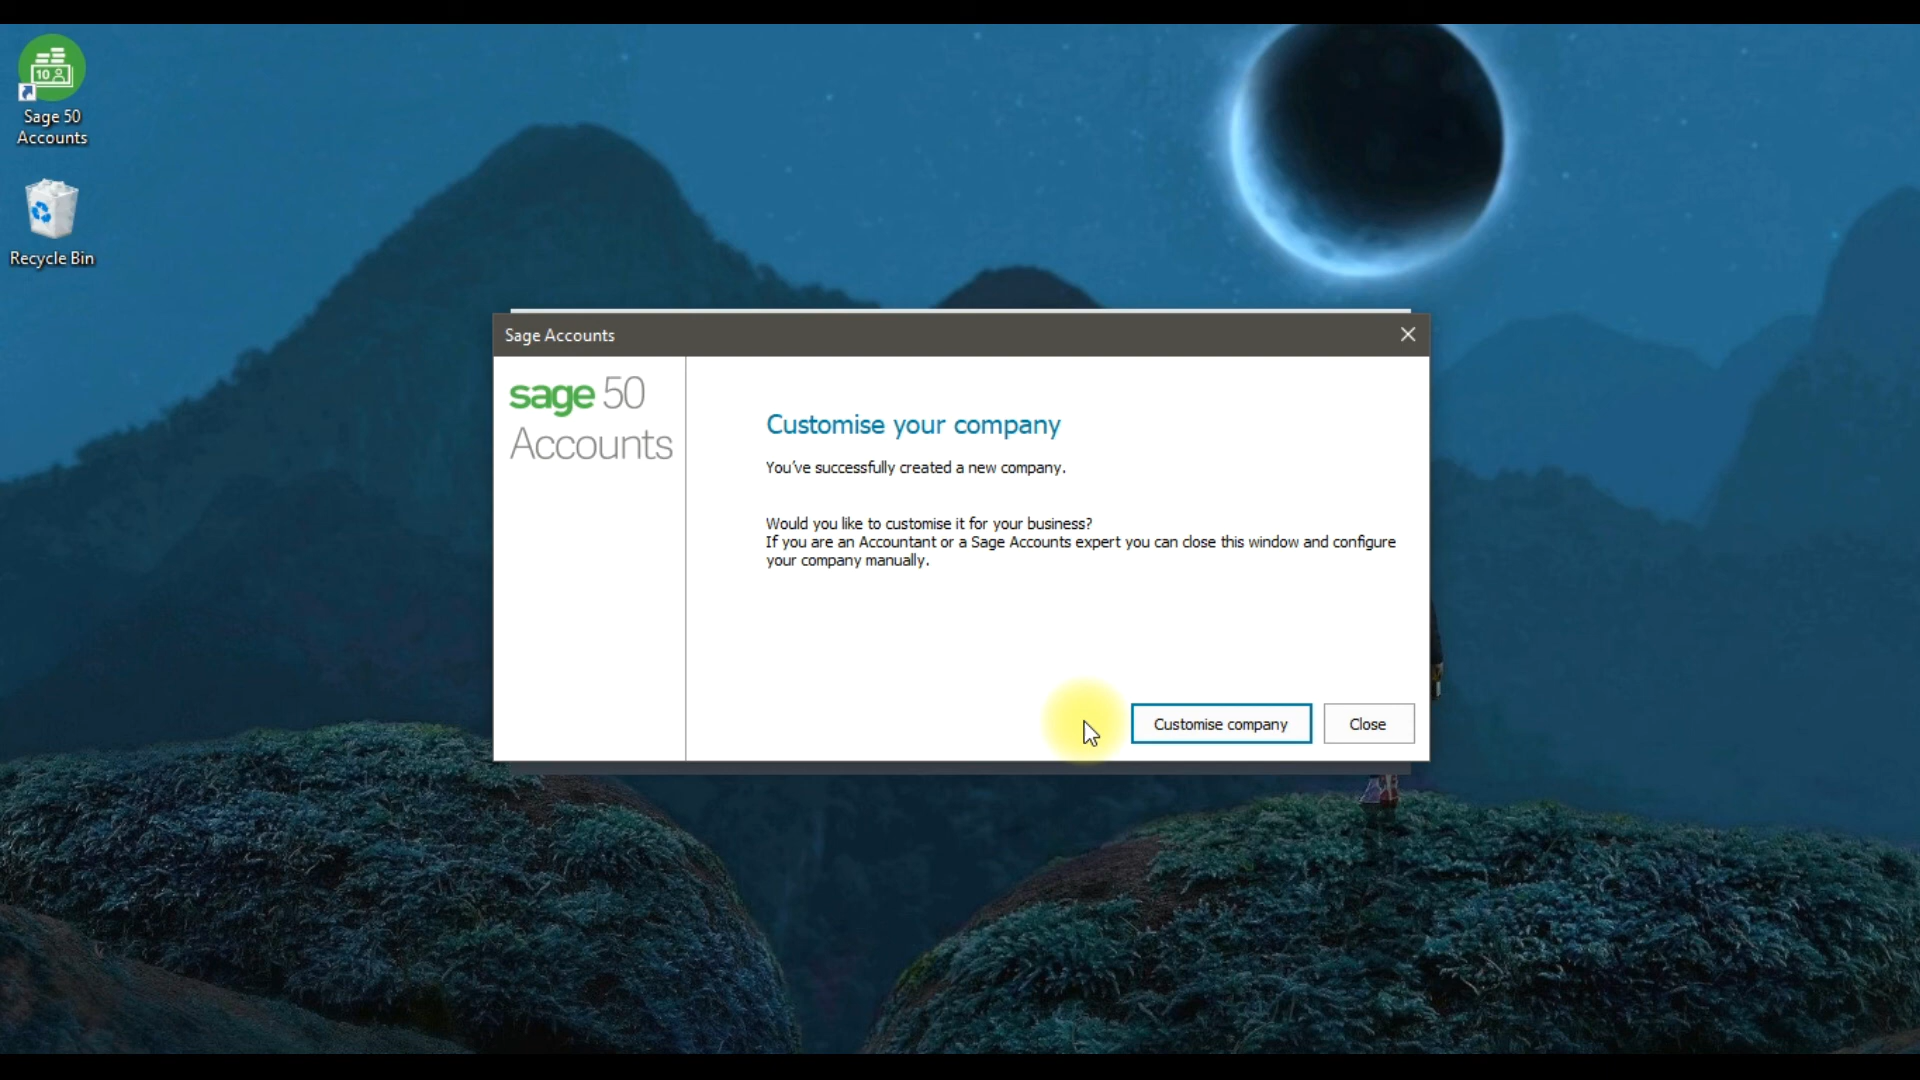 Sage 50
Accounts
Recycle Bin
Sage Accounts
sage 50
Accounts
Customise your company
You've successfully created a new company.
Would you like to customise it for your business?
If you are an Accountant or a Sage Accounts expert you can close this window and configure
your company manually.
Customise company
Close
10